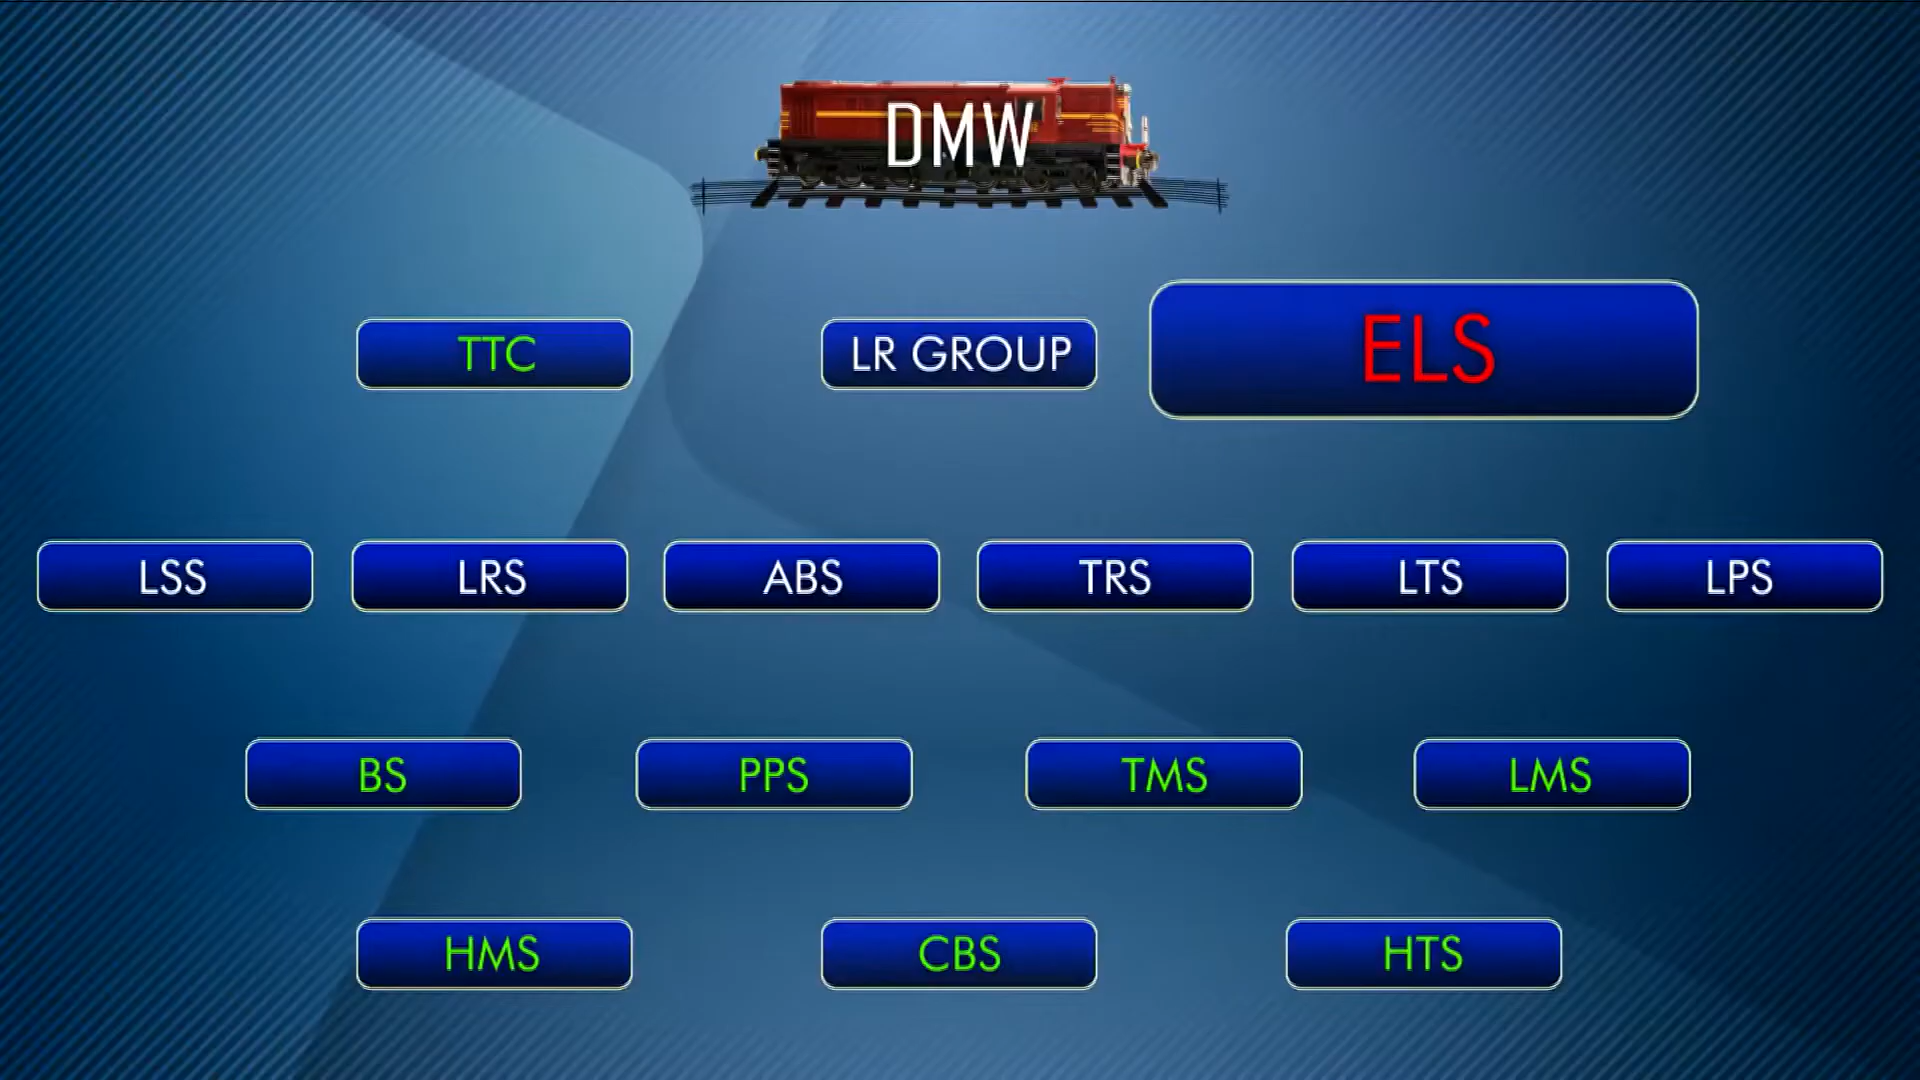 DMW
TTC
LR GROUP
ELS
LSS
LRS
ABS
TRS
LTS
LPS
BS
PPS
TMS
LMS
HMS
CBS
HTS